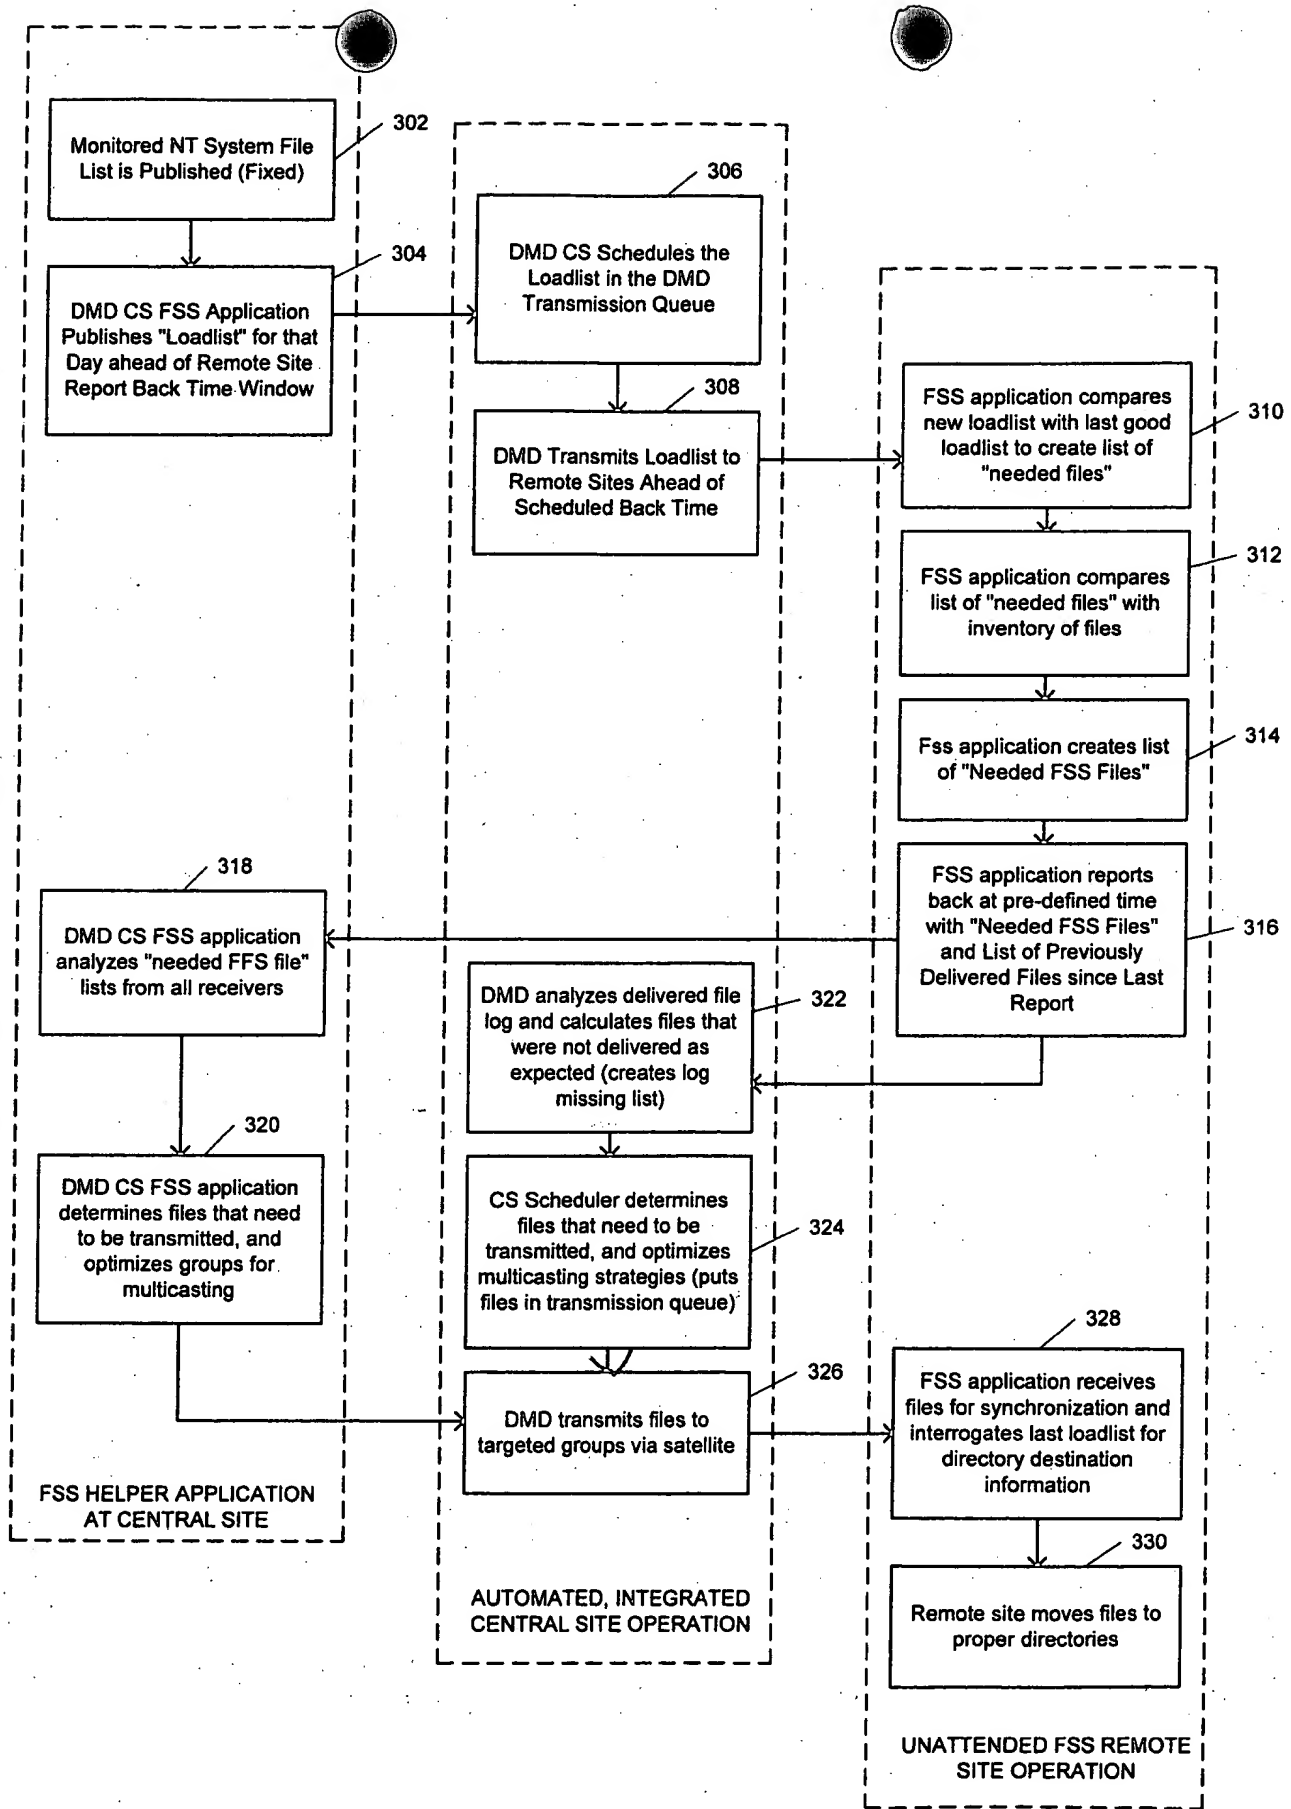 Monitored NT System File
List is Published (Fixed)
302
DMD CS FSS Application
Publishes "Loadlist" for that
Day ahead of Remote Site
Report Back Time Window
304
306
DMD CS Schedules the
Loadlist in the DMD
Transmission Queue
308
DMD Transmits Loadlist to
Remote Sites Ahead of
Scheduled Back Time
FSS application compares
new loadlist with last good
loadlist to create list of
"needed files"
310
FSS application compares
list of "needed files" with
inventory of files
312
Fss application creates list
of "Needed FSS Files"
314
FSS application reports
back at pre-defined time
with "Needed FSS Files"
and List of Previously
Delivered Files since Last
Report
316
318
DMD CS FSS application
analyzes "needed FFS file"
lists from all receivers
320
DMD CS FSS application
determines files that need
to be transmitted, and
optimizes groups for
multicasting
DMD analyzes delivered file
log and calculates files that
were not delivered as
expected (creates log
missing list)
322
CS Scheduler determines
files that need to be
transmitted, and optimizes
multicasting strategies (puts
files in transmission queue)
324
DMD transmits files to
targeted groups via satellite
326
328
FSS application receives
files for synchronization and
interrogates last loadlist for
directory destination
information
330
Remote site moves files to
proper directories
FSS HELPER APPLICATION
AT CENTRAL SITE
AUTOMATED, INTEGRATED
CENTRAL SITE OPERATION
UNATTENDED FSS REMOTE
SITE OPERATION